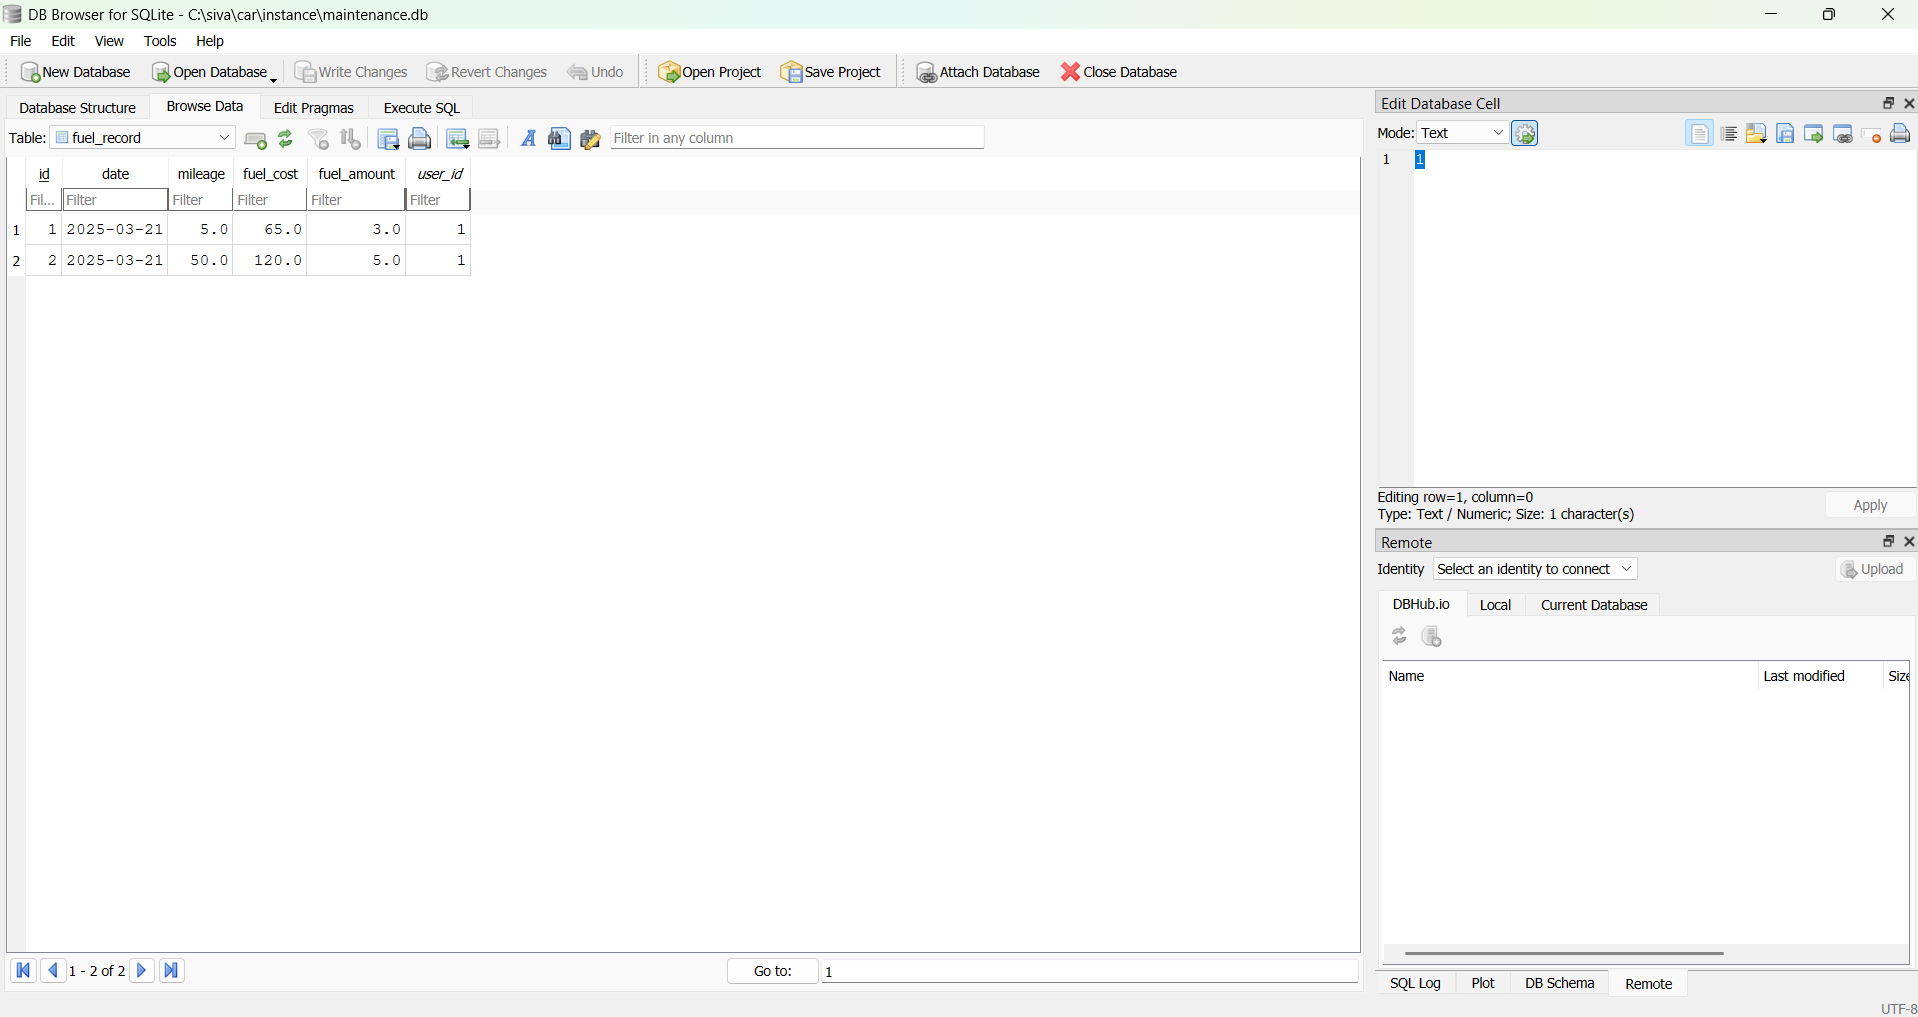 DB Browser for SQLite - C:\siva\car\instance\maintenance.db
File Edit View Tools Help
New Database Open Database Write Changes Revert Changes Undo Open Project Save Project Attach Database Close Database
Database Structure Browse Data Edit Pragmas Execute SQL
Table: fuel_record Filter in any column
id date mileage fuel_cost fuel_amount user_id
Fil... Filter Filter Filter Filter Filter
1 1 2025-03-21 5.0 65.0 3.0 1
2 2 2025-03-21 50.0 120.0 5.0 1
1 - 2 of 2 Go to: 1
Edit Database Cell
Mode: Text
1 1
Editing row=1, column=0
Type: Text / Numeric; Size: 1 character(s)
Apply
Remote
Identity Select an identity to connect Upload
DBHub.io Local Current Database
Name Last modified Size
SQL Log Plot DB Schema Remote
UTF-8